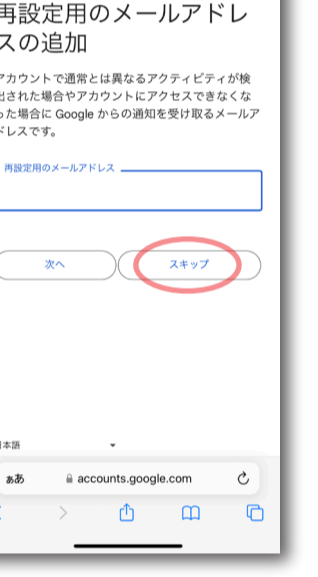 再設定用のメールアドレ
スの追加
アカウントで通常とは異なるアクティビティが検
出された場合やアカウントにアクセスできなくな
った場合に Google からの通知を受け取るメールア
ドレスです。
再設定用のメールアドレス
次へ
スキップ
日本語
ぁあ
accounts.google.com